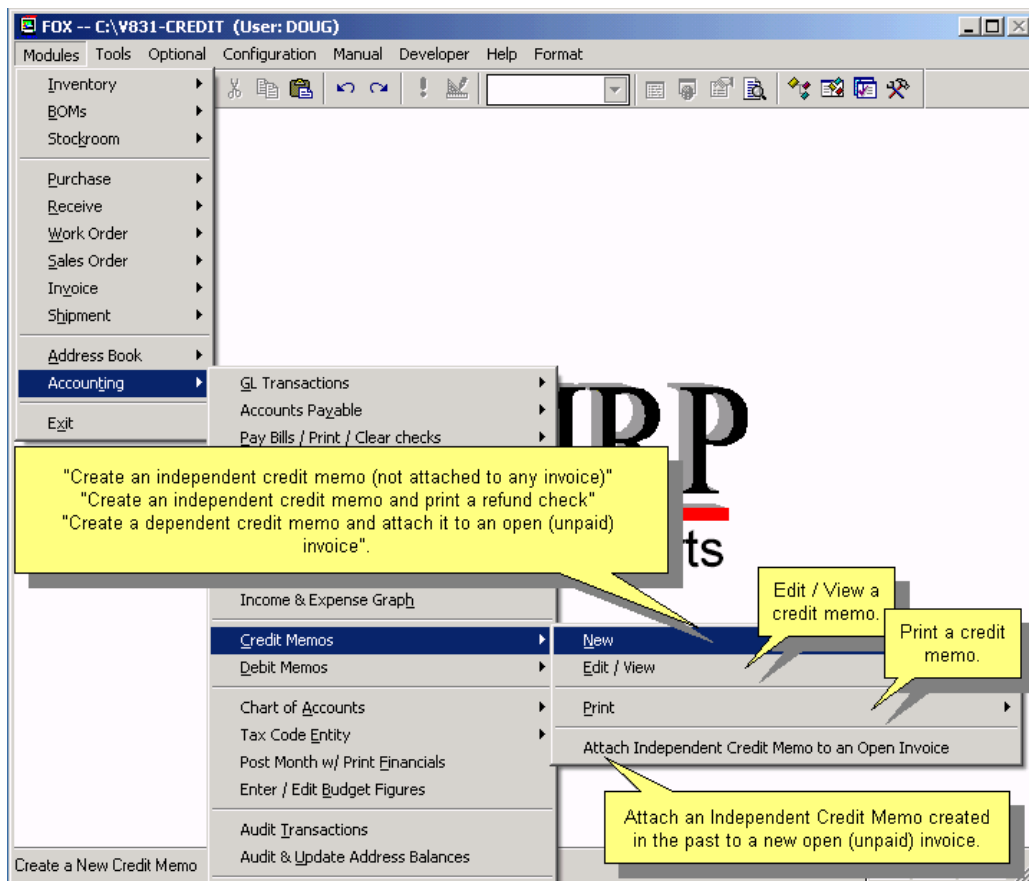 FOX -- C:\V831-CREDIT (User: DOUG)
Modules Tools Optional Configuration Manual Developer Help Format
Inventory
BOMs
Stockroom
Purchase
Receive
Work Order
Sales Order
Invoice
Shipment
Address Book
Accounting
Exit
GL Transactions
Accounts Payable
Pay Bills / Print / Clear checks
MRP
rts
"Create an independent credit memo (not attached to any invoice)"
"Create an independent credit memo and print a refund check"
"Create a dependent credit memo and attach it to an open (unpaid)
invoice".
Income & Expense Graph
Credit Memos
Debit Memos
Chart of Accounts
Tax Code Entity
Post Month w/ Print Financials
Enter / Edit Budget Figures
Audit Transactions
Audit & Update Address Balances
Edit / View a
credit memo.
Print a credit
memo.
New
Edit / View
Print
Attach Independent Credit Memo to an Open Invoice
Attach an Independent Credit Memo created
in the past to a new open (unpaid) invoice.
Create a New Credit Memo